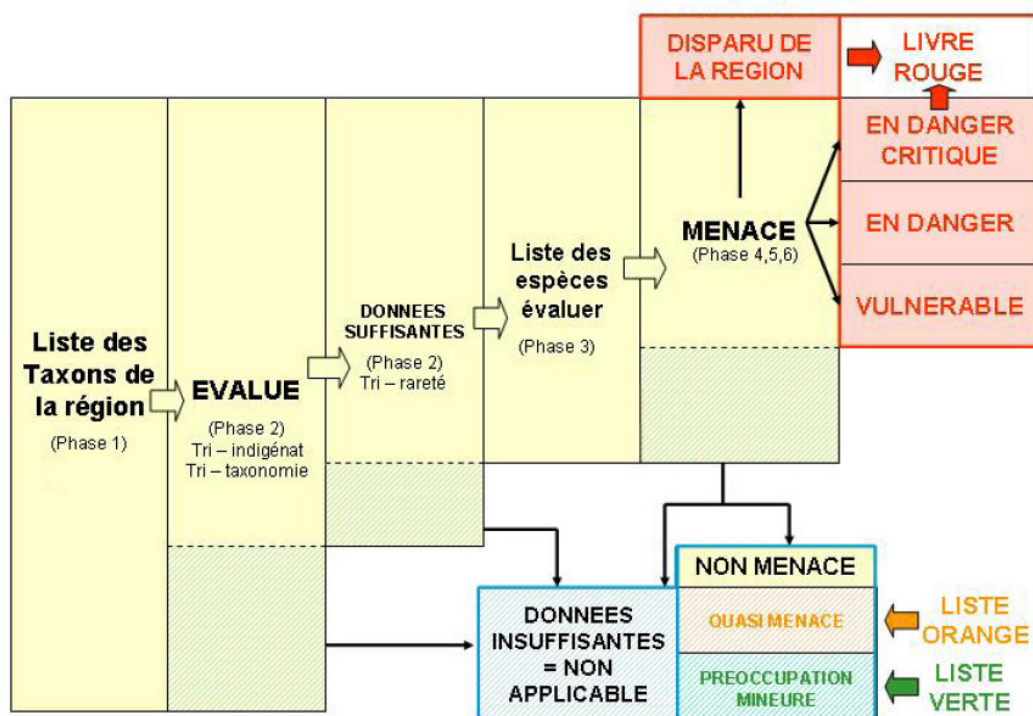 DISPARU DE
LA REGION
LIVRE
ROUGE
EN DANGER
CRITIQUE
EN DANGER
VULNERABLE
MENACE
(Phase 4,5,6)
Liste des
espèces
évaluer
(Phase 3)
DONNEES
SUFFISANTES
(Phase 2)
Tri – rareté
EVALUE
(Phase 2)
Tri – indigénat
Tri – taxonomie
Liste des
Taxons de
la région
(Phase 1)
NON MENACE
QUASI MENACE
PREOCCUPATION
MINEURE
DONNEES
INSUFFISANTES
= NON
APPLICABLE
LISTE
ORANGE
LISTE
VERTE